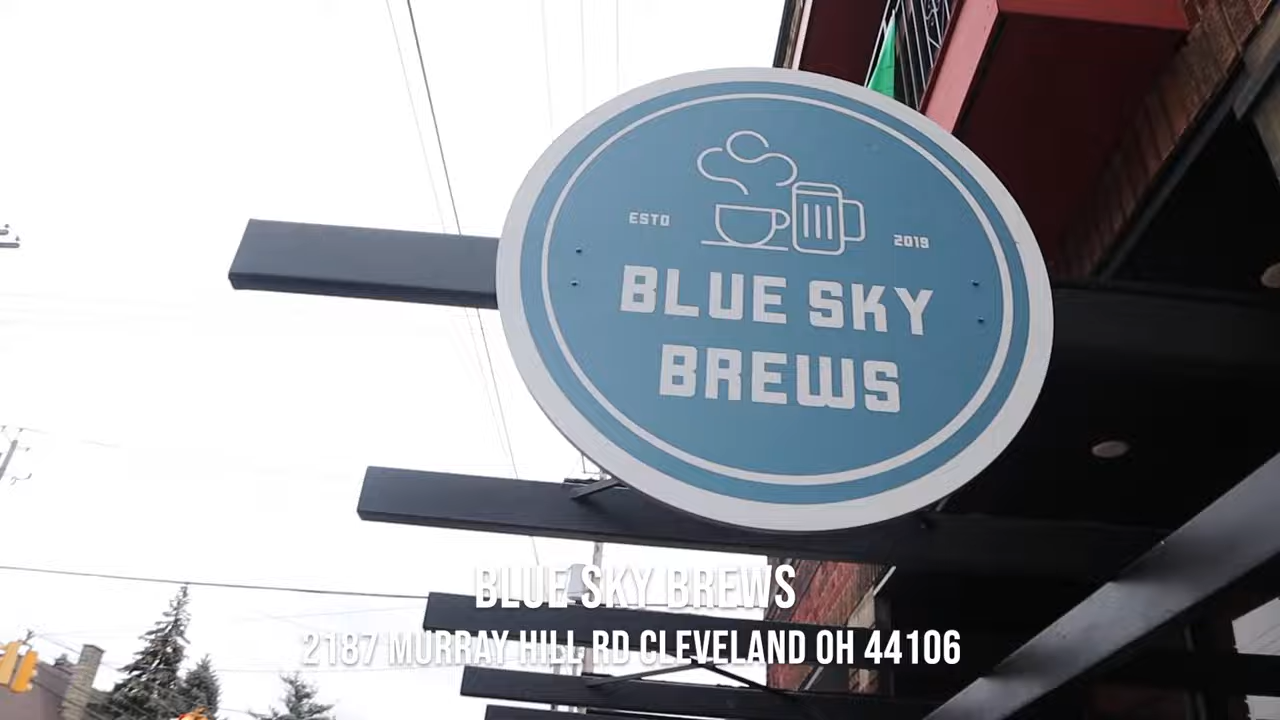 ESTD 2019
BLUE SKY
BREWS
BLUE SKY BREWS
2187 MURRAY HILL RD CLEVELAND OH 44106